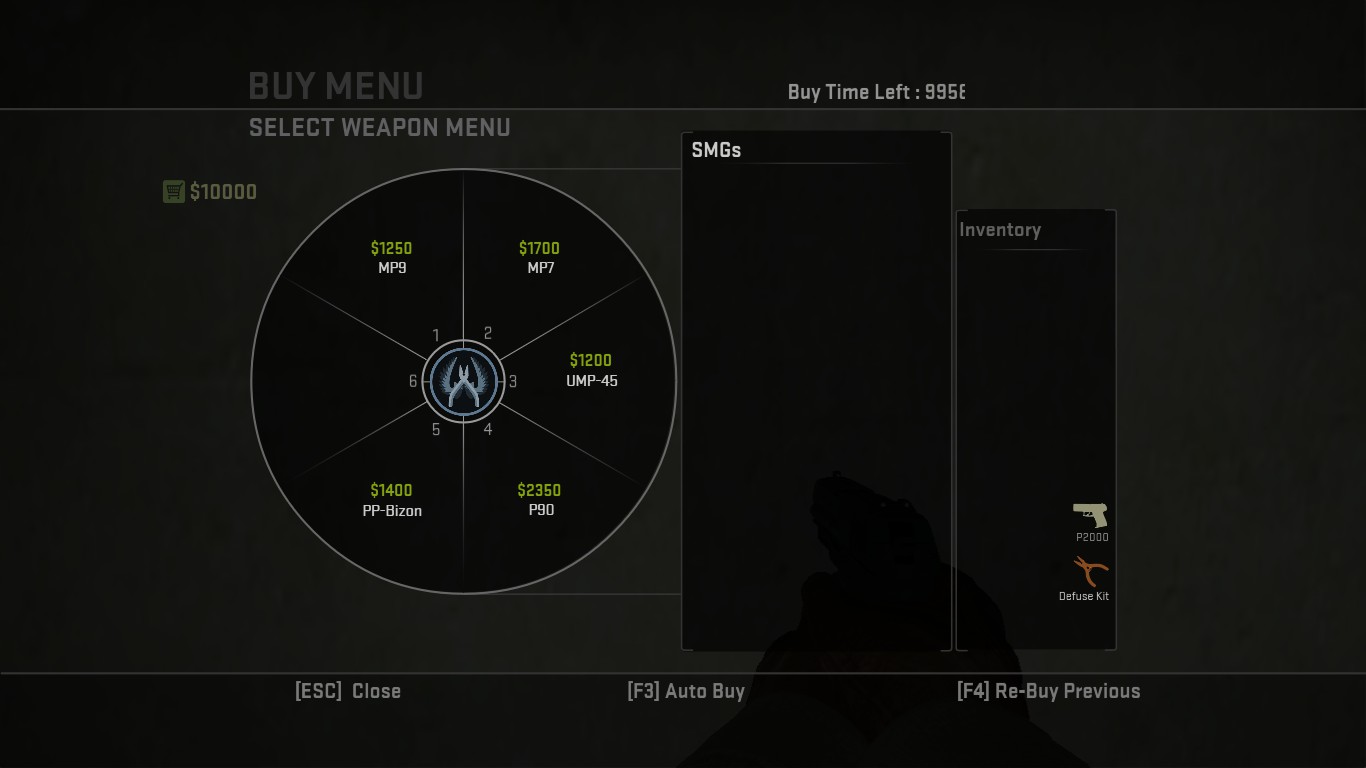 BUY MENU
Buy Time Left : 995
SELECT WEAPON MENU
SMGs
$10000
Inventory
$1250
MP9
$1700
MP7
1
2
$1200
UMP-45
6
3
5
4
$1400
PP-Bizon
$2350
P90
P2000
Defuse Kit
[ESC] Close
[F3] Auto Buy
[F4] Re-Buy Previous